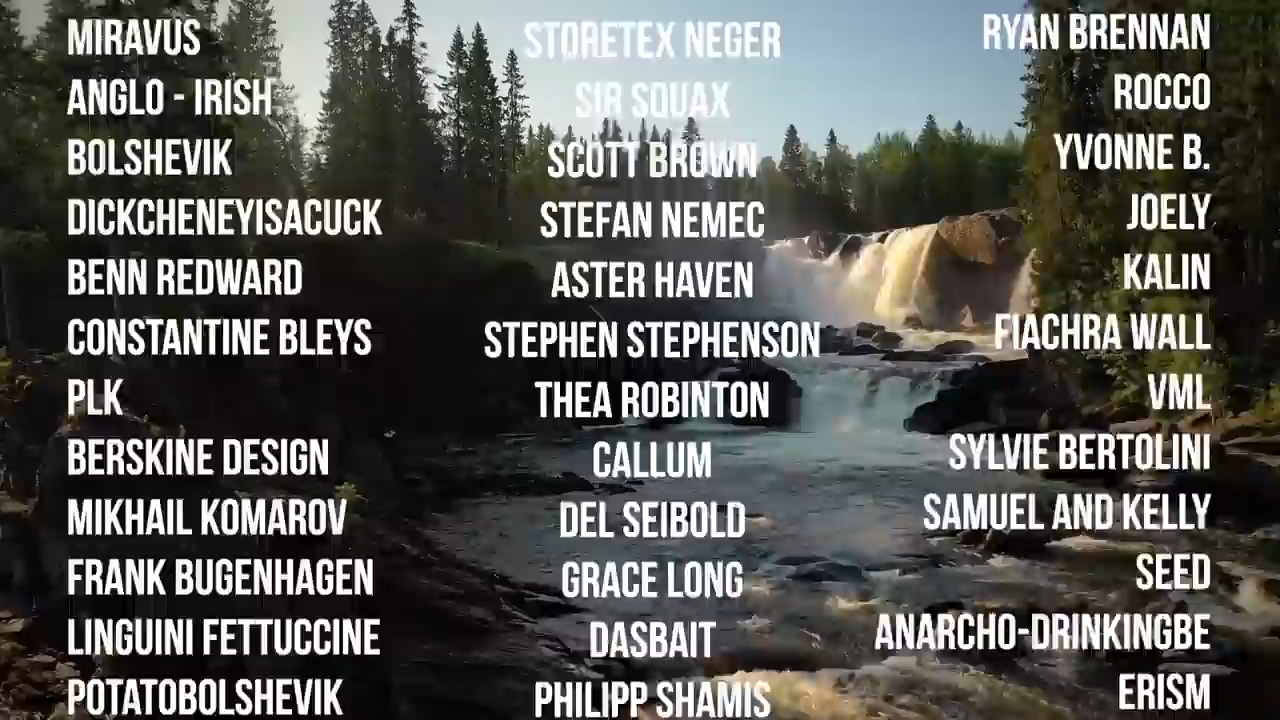 MIRAVUS
ANGLO - IRISH
BOLSHEVIK
DICKCHENEYISACUCK
BENN REDWARD
CONSTANTINE BLEYS
PLK
BERSKINE DESIGN
MIKHAIL KOMAROV
FRANK BUGENHAGEN
LINGUINI FETTUCCINE
POTATOBOLSHEVIK
STORETEX NEGER
SIR SQUAX
SCOTT BROWN
STEFAN NEMEC
ASTER HAVEN
STEPHEN STEPHENSON
THEA ROBINTON
CALLUM
DEL SEIBOLD
GRACE LONG
DASBAIT
PHILIPP SHAMIS
RYAN BRENNAN
ROCCO
YVONNE B.
JOELY
KALIN
FIACHRA WALL
VML
SYLVIE BERTOLINI
SAMUEL AND KELLY
SEED
ANARCHO-DRINKINGBE
ERISM